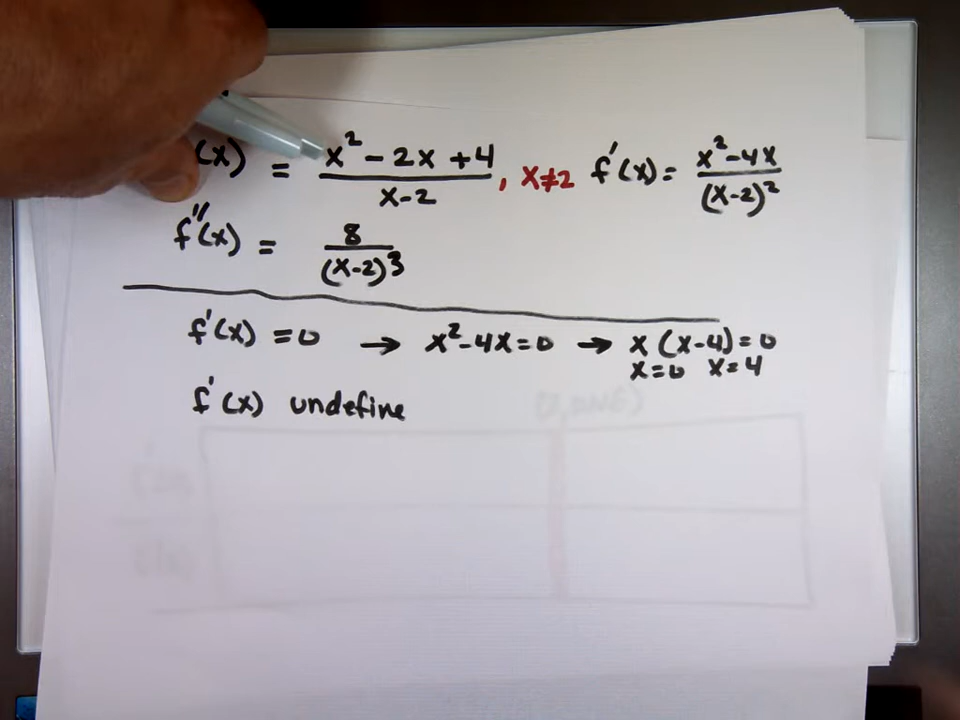 (x) = x² - 2x + 4 / x-2 , x≠2 f'(x) = x²-4x / (x-2)²
f''(x) = 8 / (x-2)³
f'(x) = 0 → x²-4x=0 → x(x-4)=0
x=0 x=4
f'(x) undefine